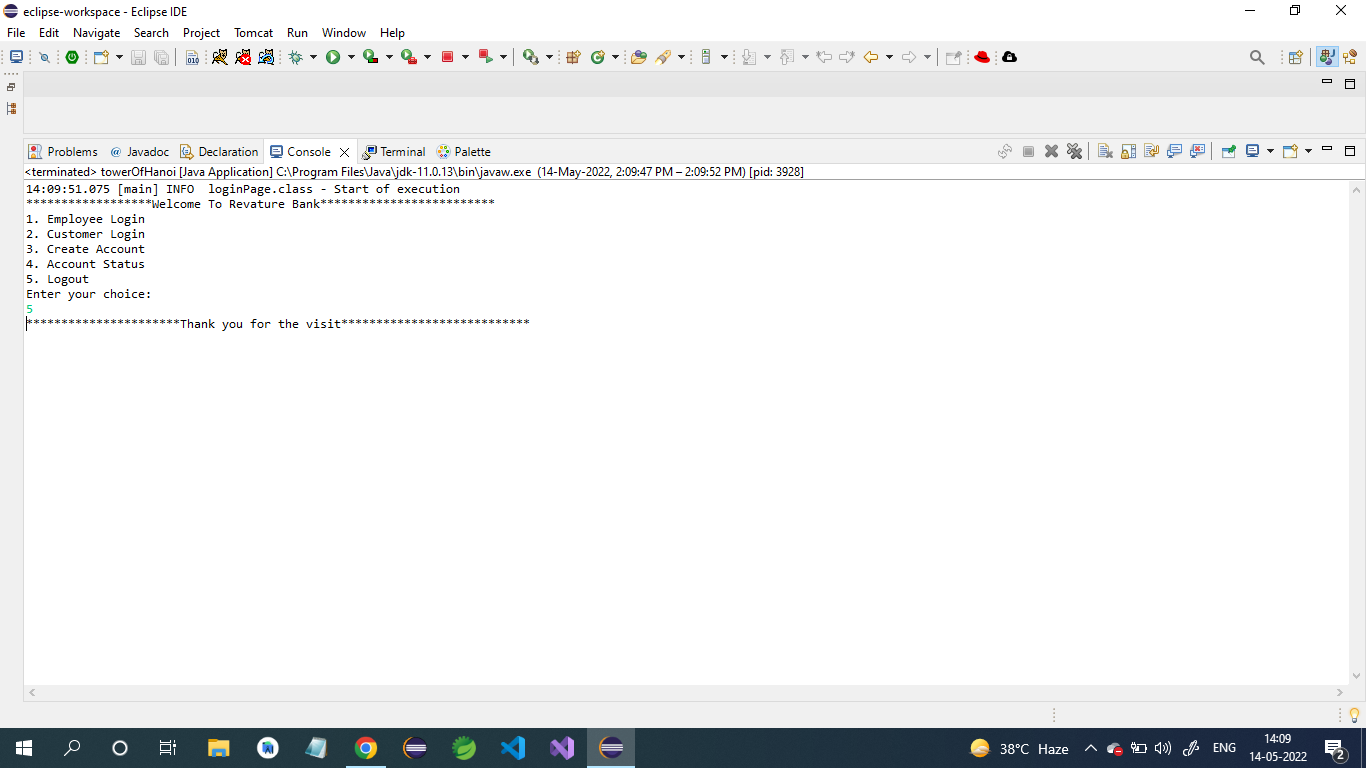 eclipse-workspace - Eclipse IDE
File Edit Navigate Search Project Tomcat Run Window Help
Problems @ Javadoc Declaration Console Terminal Palette
<terminated> towerOfHanoi [Java Application] C:\Program Files\Java\jdk-11.0.13\bin\javaw.exe (14-May-2022, 2:09:47 PM – 2:09:52 PM) [pid: 3928]
14:09:51.075 [main] INFO  loginPage.class - Start of execution
******************Welcome To Revature Bank*************************
1. Employee Login
2. Customer Login
3. Create Account
4. Account Status
5. Logout
Enter your choice:
5
**********************Thank you for the visit***************************
38°C Haze
ENG
14:09
14-05-2022
2